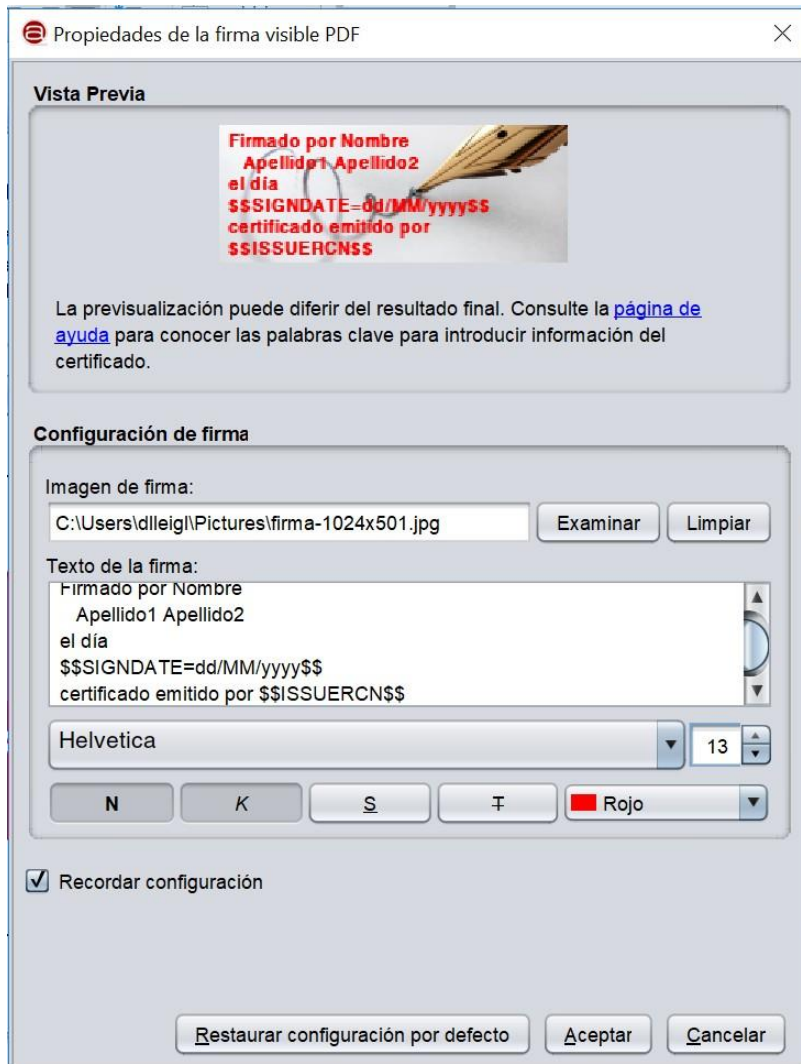 Propiedades de la firma visible PDF
Vista Previa
Firmado por Nombre
Apellido1 Apellido2
el día
$$SIGNDATE=dd/MM/yyyy$$
certificado emitido por
$$ISSUERCN$$
La previsualización puede diferir del resultado final. Consulte la página de
ayuda para conocer las palabras clave para introducir información del
certificado.
Configuración de firma
Imagen de firma:
C:\Users\dlleigl\Pictures\firma-1024x501.jpg
Examinar
Limpiar
Texto de la firma:
Firmado por Nombre
Apellido1 Apellido2
el día
$$SIGNDATE=dd/MM/yyyy$$
certificado emitido por $$ISSUERCN$$
Helvetica
13
N
K
S
T
Rojo
Recordar configuración
Restaurar configuración por defecto
Aceptar
Cancelar